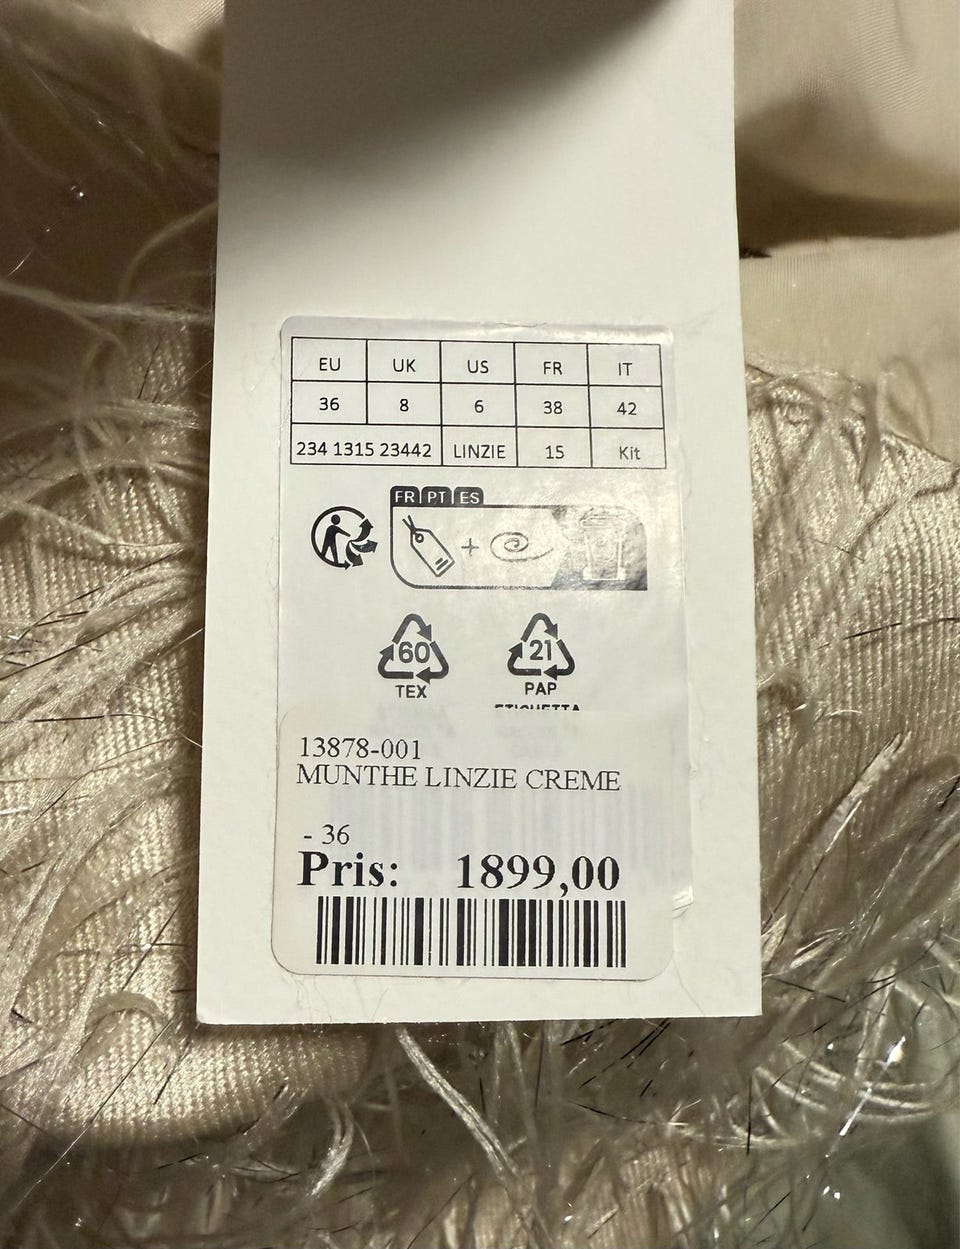 EU UK US FR IT
36 8 6 38 42
234 1315 23442 LINZIE 15 Kit
FR PT ES
+
60 21
TEX PAP
ETICHETTA
13878-001
MUNTHE LINZIE CREME
- 36
Pris: 1899,00